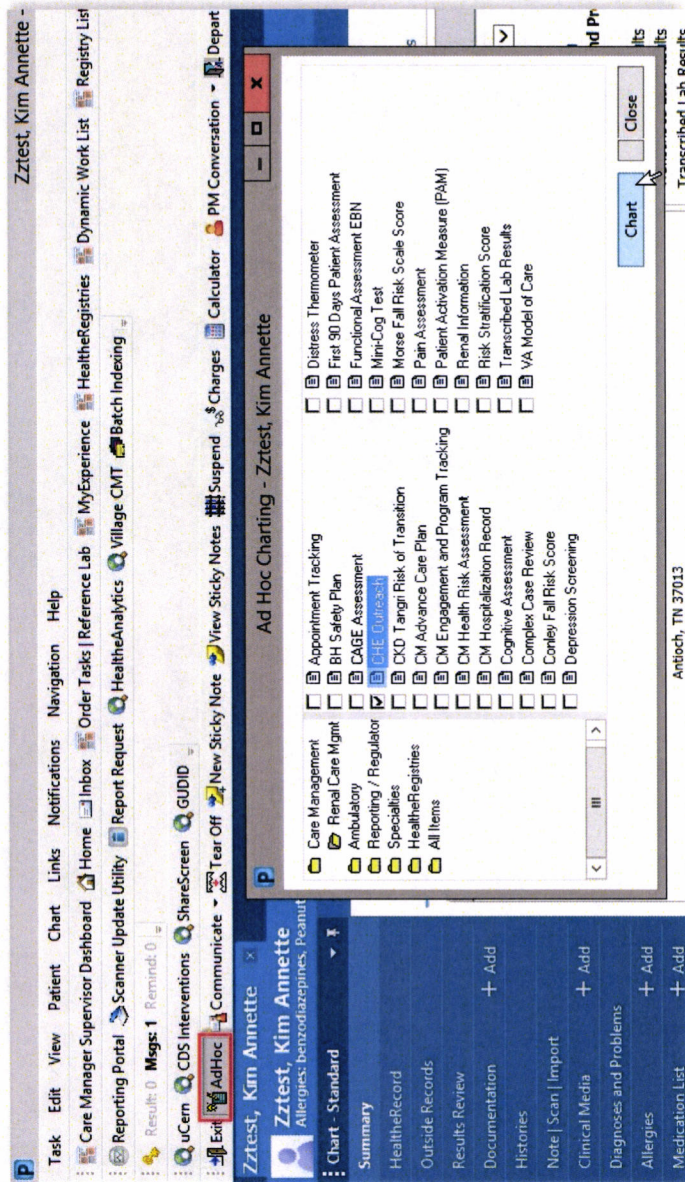 Zztest, Kim Annette -
Task Edit View Patient Chart Links Notifications Navigation Help
Care Manager Supervisor Dashboard Home Inbox Order Tasks | Reference Lab MyExperience HealtheRegistries Dynamic Work List Registry List
Reporting Portal Scanner Update Utility Report Request HealtheAnalytics Village CMT Batch Indexing
Result: 0 Msgs: 1 Remind: 0
uCern CDS Interventions ShareScreen GUDID
Exit AdHoc Communicate Tear Off New Sticky Note View Sticky Notes Suspend Charges Calculator PM Conversation Depart
Zztest, Kim Annette
Zztest, Kim Annette
Allergies: benzodiazepines, Peanut
Chart - Standard
Summary
HealtheRecord
Outside Records
Results Review
Documentation + Add
Histories
Note | Scan | Import
Clinical Media + Add
Diagnoses and Problems
Allergies + Add
Medication List + Add
Ad Hoc Charting - Zztest, Kim Annette
Care Management
Renal Care Mgmt
Ambulatory
Reporting / Regulator
Specialties
HealtheRegistries
All Items
Appointment Tracking
BH Safety Plan
CAGE Assessment
CHE Outreach
CKD Tangri Risk of Transition
CM Advance Care Plan
CM Engagement and Program Tracking
CM Health Risk Assessment
CM Hospitalization Record
Cognitive Assessment
Complex Case Review
Conley Fall Risk Score
Depression Screening
Distress Thermometer
First 90 Days Patient Assessment
Functional Assessment EBN
Mini-Cog Test
Morse Fall Risk Scale Score
Pain Assessment
Patient Activation Measure (PAM)
Renal Information
Risk Stratification Score
Transcribed Lab Results
VA Model of Care
Chart Close
Antioch, TN 37013
s
nd Pr
lts
Transcribed Lab Results